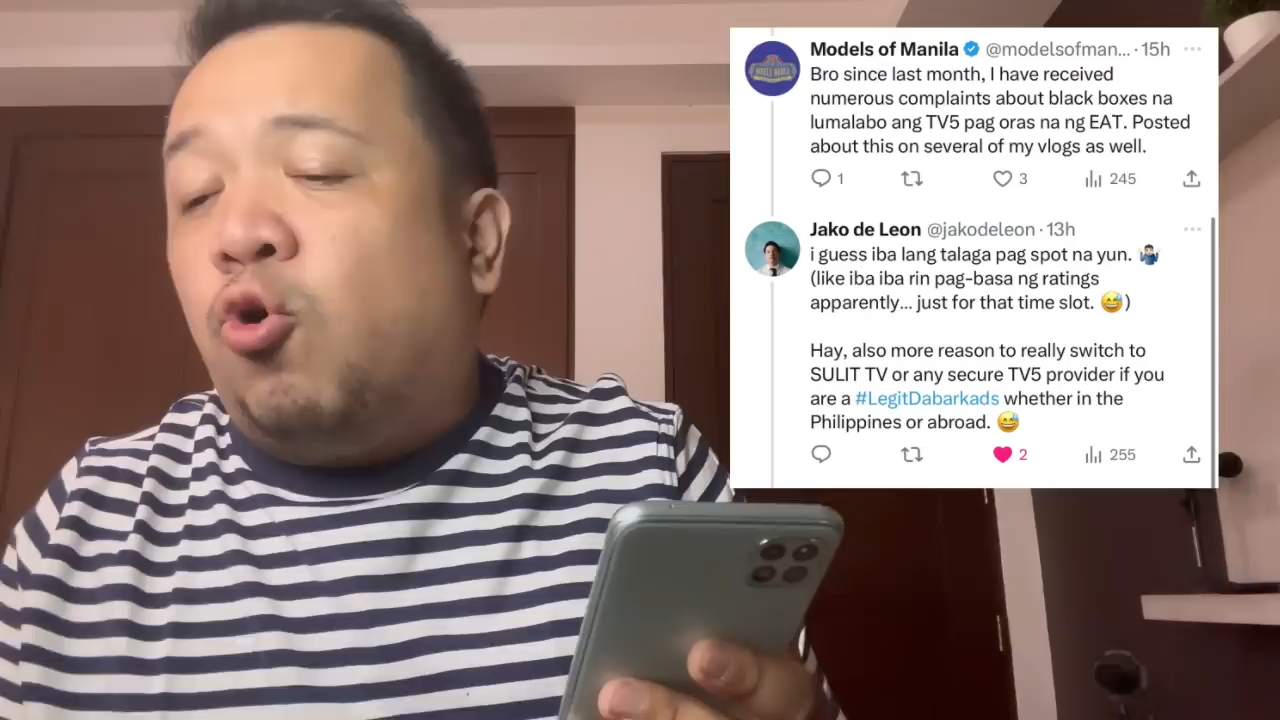 Models of Manila @modelsofman... · 15h
Bro since last month, I have received
numerous complaints about black boxes na
lumalabo ang TV5 pag oras na ng EAT. Posted
about this on several of my vlogs as well.
1 3 245
Jako de Leon @jakodeleon · 13h
i guess iba lang talaga pag spot na yun. 🤷🏻‍♂️
(like iba iba rin pag-basa ng ratings
apparently... just for that time slot. 😅)
Hay, also more reason to really switch to
SULIT TV or any secure TV5 provider if you
are a #LegitDabarkads whether in the
Philippines or abroad. 😅
2 255